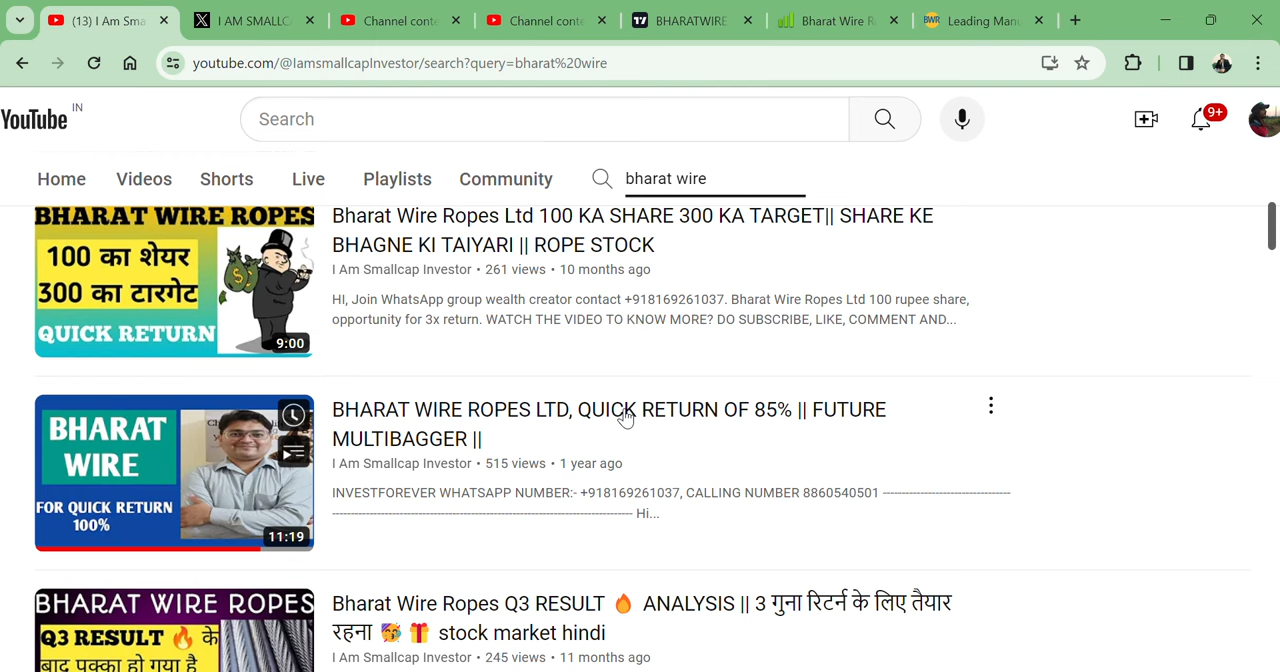 (13) I Am Sma
I AM SMALLC
Channel conte
Channel conte
BHARATWIRE
Bharat Wire R
BWR
Leading Manu
youtube.com/@IamsmallcapInvestor/search?query=bharat%20wire
YouTube IN
Search
9+
Home
Videos
Shorts
Live
Playlists
Community
bharat wire
BHARAT WIRE ROPES
100 का शेयर
300 का टारगेट
QUICK RETURN
9:00
Bharat Wire Ropes Ltd 100 KA SHARE 300 KA TARGET|| SHARE KE
BHAGNE KI TAIYARI || ROPE STOCK
I Am Smallcap Investor • 261 views • 10 months ago
HI, Join WhatsApp group wealth creator contact +918169261037. Bharat Wire Ropes Ltd 100 rupee share,
opportunity for 3x return. WATCH THE VIDEO TO KNOW MORE? DO SUBSCRIBE, LIKE, COMMENT AND...
BHARAT
WIRE
FOR QUICK RETURN
100%
11:19
BHARAT WIRE ROPES LTD, QUICK RETURN OF 85% || FUTURE
MULTIBAGGER ||
I Am Smallcap Investor • 515 views • 1 year ago
INVESTFOREVER WHATSAPP NUMBER:- +918169261037, CALLING NUMBER 8860540501 ------------------------------------
------------------------------------------------------------------------------------ Hi...
BHARAT WIRE ROPES
Q3 RESULT 🔥 के
बाद पक्का हो गया है
Bharat Wire Ropes Q3 RESULT 🔥 ANALYSIS || 3 गुना रिटर्न के लिए तैयार
रहना 🥳 🎁 stock market hindi
I Am Smallcap Investor • 245 views • 11 months ago